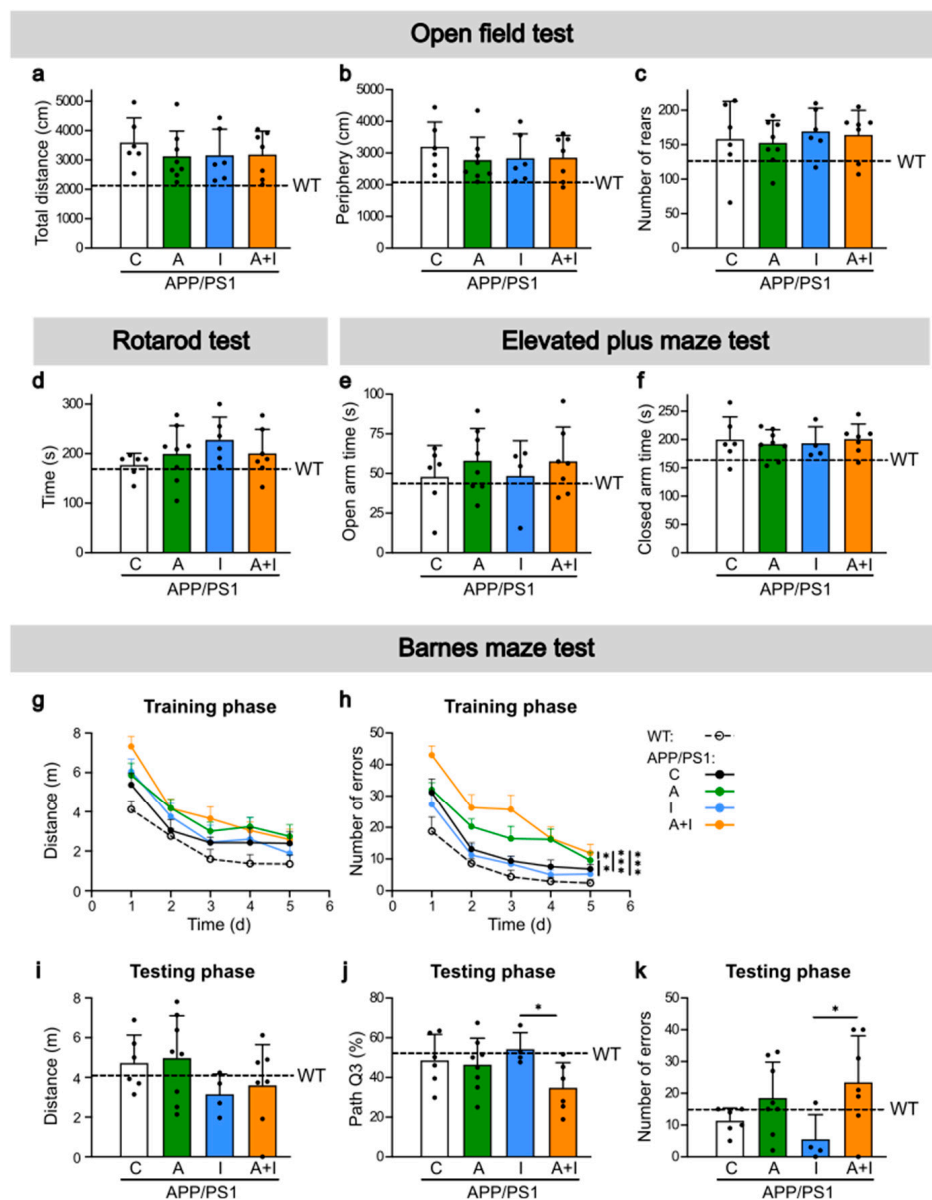 Open field test
a
b
c
Total distance (cm)
5000
4000
3000
2000
1000
0
WT
C A I A+I
APP/PS1
Periphery (cm)
5000
4000
3000
2000
1000
0
WT
C A I A+I
APP/PS1
Number of rears
200
150
100
50
0
WT
C A I A+I
APP/PS1
Rotarod test
Elevated plus maze test
d
e
f
Time (s)
300
200
100
0
WT
C A I A+I
APP/PS1
Open arm time (s)
100
75
50
25
0
WT
C A I A+I
APP/PS1
Closed arm time (s)
250
200
150
100
50
0
WT
C A I A+I
APP/PS1
Barnes maze test
g
Training phase
Distance (m)
8
6
4
2
0
0 1 2 3 4 5 6
Time (d)
h
Training phase
Number of errors
50
40
30
20
10
0
0 1 2 3 4 5 6
Time (d)
**
***
***
WT:
APP/PS1:
C
A
I
A+I
i
Testing phase
Distance (m)
8
6
4
2
0
WT
C A I A+I
APP/PS1
j
Testing phase
Path Q3 (%)
80
60
40
20
0
*
WT
C A I A+I
APP/PS1
k
Testing phase
Number of errors
50
40
30
20
10
0
*
WT
C A I A+I
APP/PS1